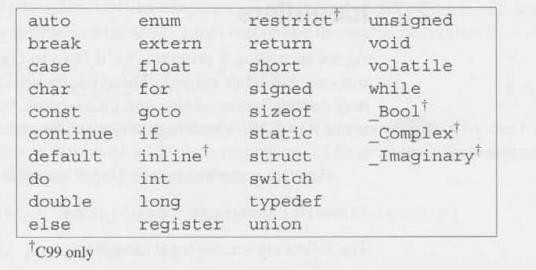 auto enum restrict† unsigned
break extern return void
case float short volatile
char for signed while
const goto sizeof _Bool†
continue if static _Complex†
default inline† struct _Imaginary†
do int switch
double long typedef
else register union
†C99 only